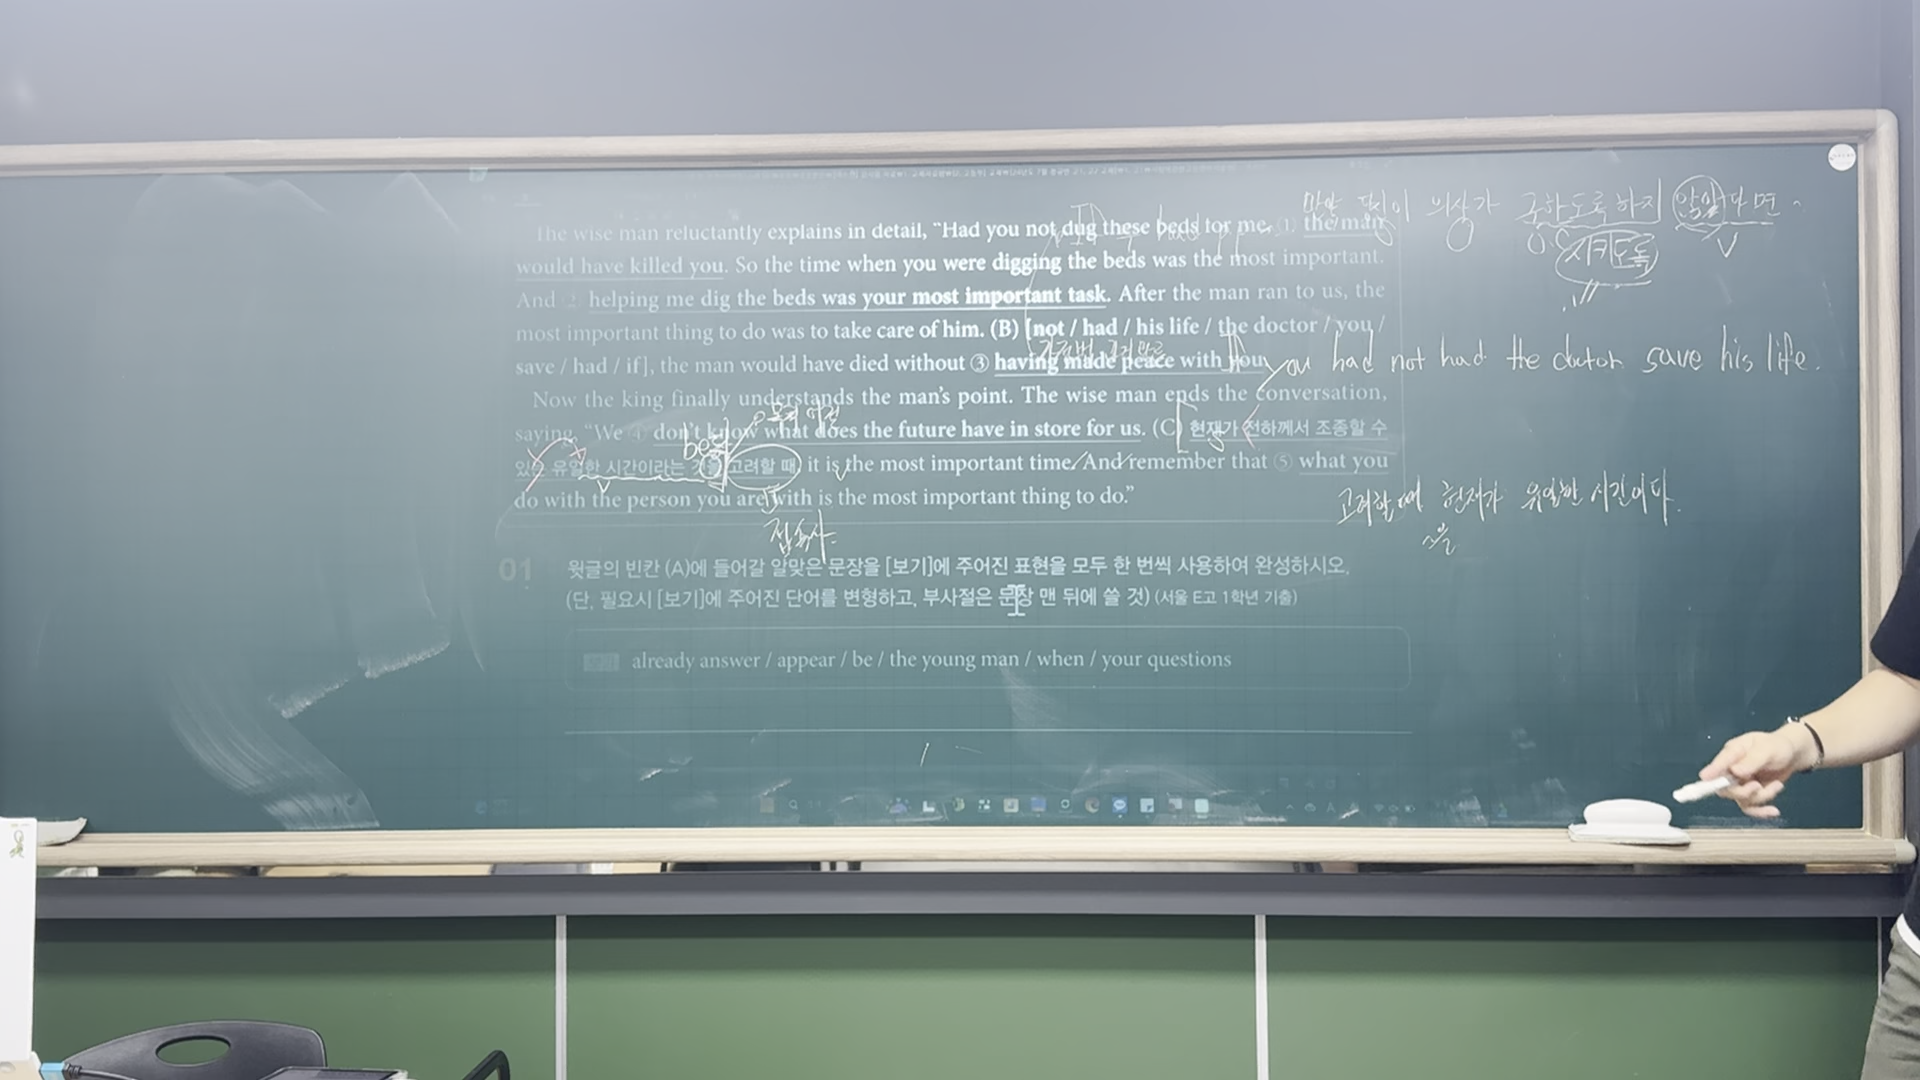 The wise man reluctantly explains in detail, “Had you not dug these beds for me, ① the man
would have killed you. So the time when you were digging the beds was the most important.
And ② helping me dig the beds was your most important task. After the man ran to us, the
most important thing to do was to take care of him. (B) [not / had / his life / the doctor / you /
save / had / if], the man would have died without ③ having made peace with you.
Now the king finally understands the man’s point. The wise man ends the conversation,
saying, “We ④ don’t know what does the future have in store for us. (C) 현재가 전하께서 조종할 수
있는 유일한 시간이라는 것을 고려할 때 it is the most important time. And remember that ⑤ what you
do with the person you are with is the most important thing to do.”
만약 당신이 의상가 구하도록하지 않았다면
시키도록
If you had not had the doctor save his life.
가정법 과거완료
접속사
고려할 때 현재가 유일한 시간이다.
01 윗글의 빈칸 (A)에 들어갈 알맞은 문장을 [보기]에 주어진 표현을 모두 한 번씩 사용하여 완성하시오.
(단, 필요시 [보기]에 주어진 단어를 변형하고, 부사절은 문장 맨 뒤에 쓸 것) (서울 E고 1학년 기출)
already answer / appear / be / the young man / when / your questions